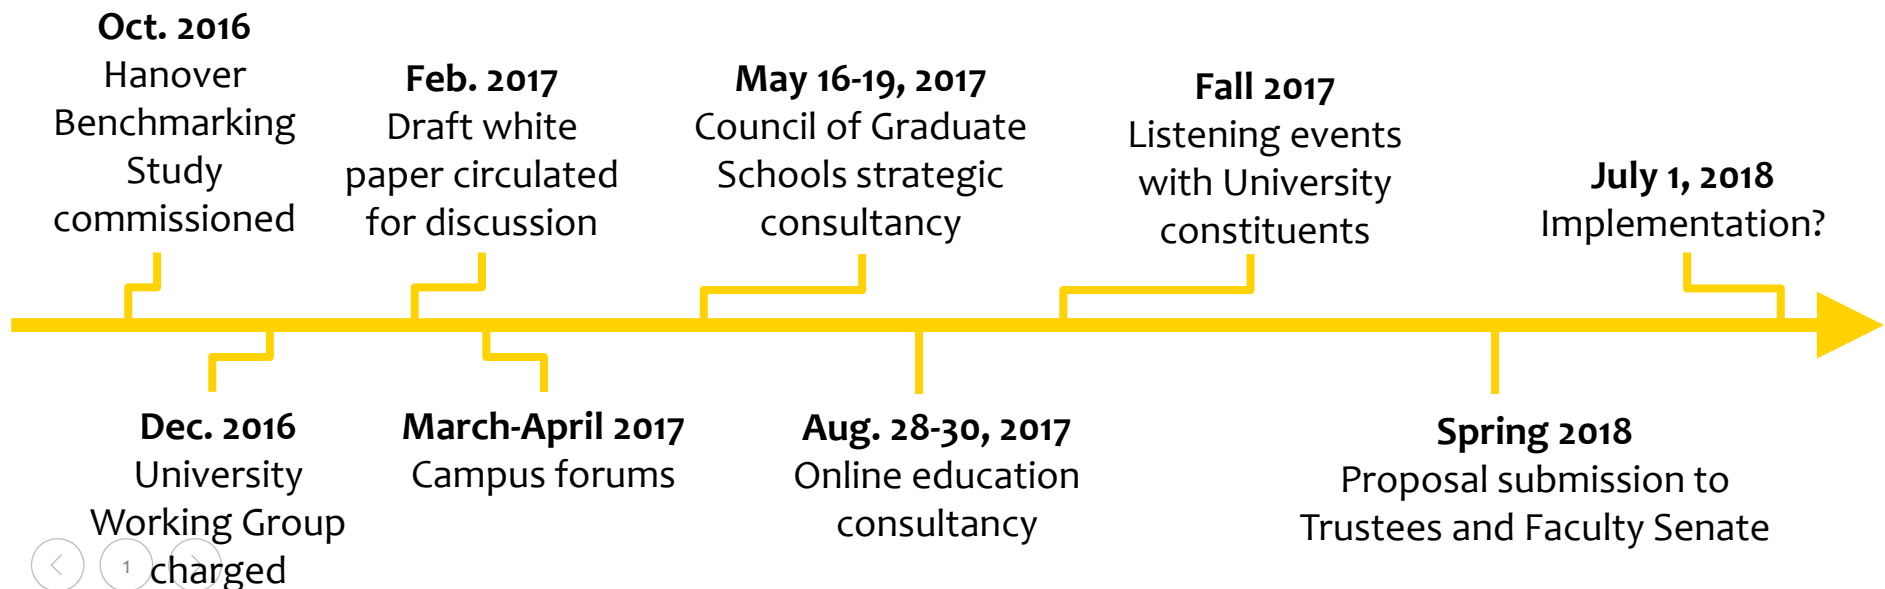 Oct. 2016
Hanover
Benchmarking
Study
commissioned
Feb. 2017
Draft white
paper circulated
for discussion
May 16-19, 2017
Council of Graduate
Schools strategic
consultancy
Fall 2017
Listening events
with University
constituents
July 1, 2018
Implementation?
Dec. 2016
University
Working Group
charged
March-April 2017
Campus forums
Aug. 28-30, 2017
Online education
consultancy
Spring 2018
Proposal submission to
Trustees and Faculty Senate
1